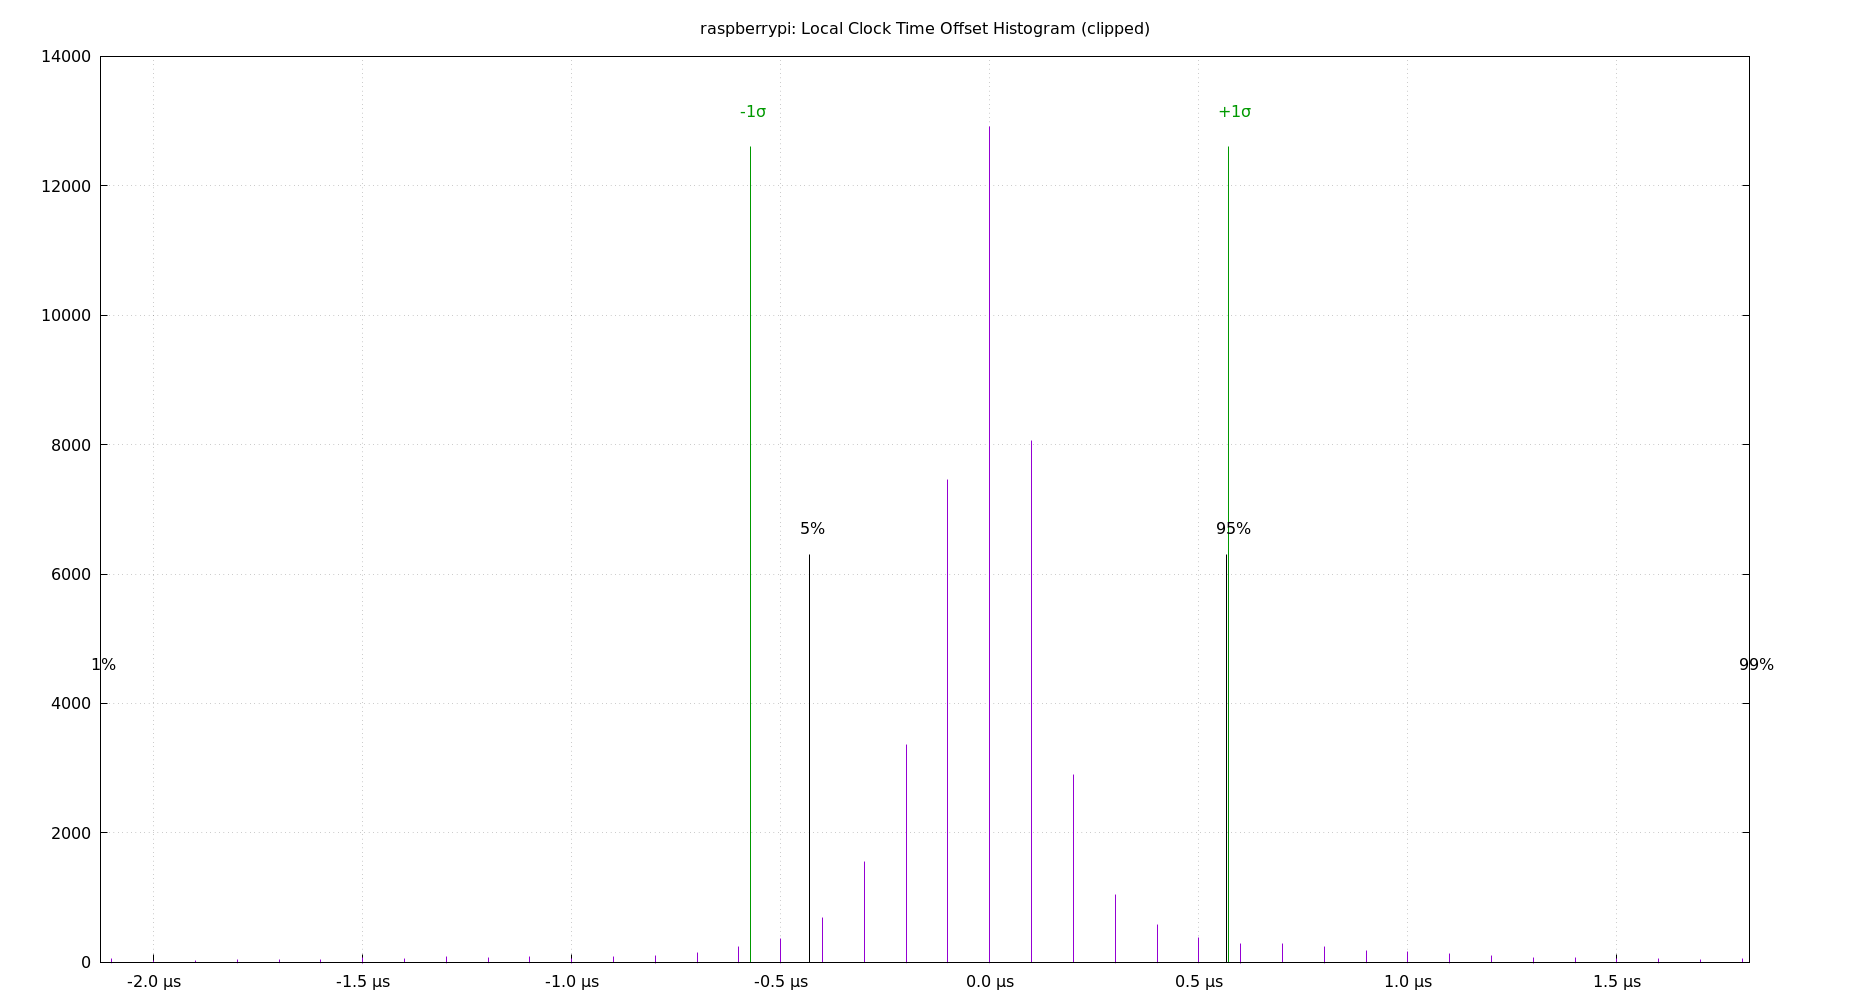 raspberrypi: Local Clock Time Offset Histogram (clipped)
14000
-1σ
+1σ
12000
10000
8000
5%
95%
6000
1%
99%
4000
2000
0
-2.0 µs
-1.5 µs
-1.0 µs
-0.5 µs
0.0 µs
0.5 µs
1.0 µs
1.5 µs